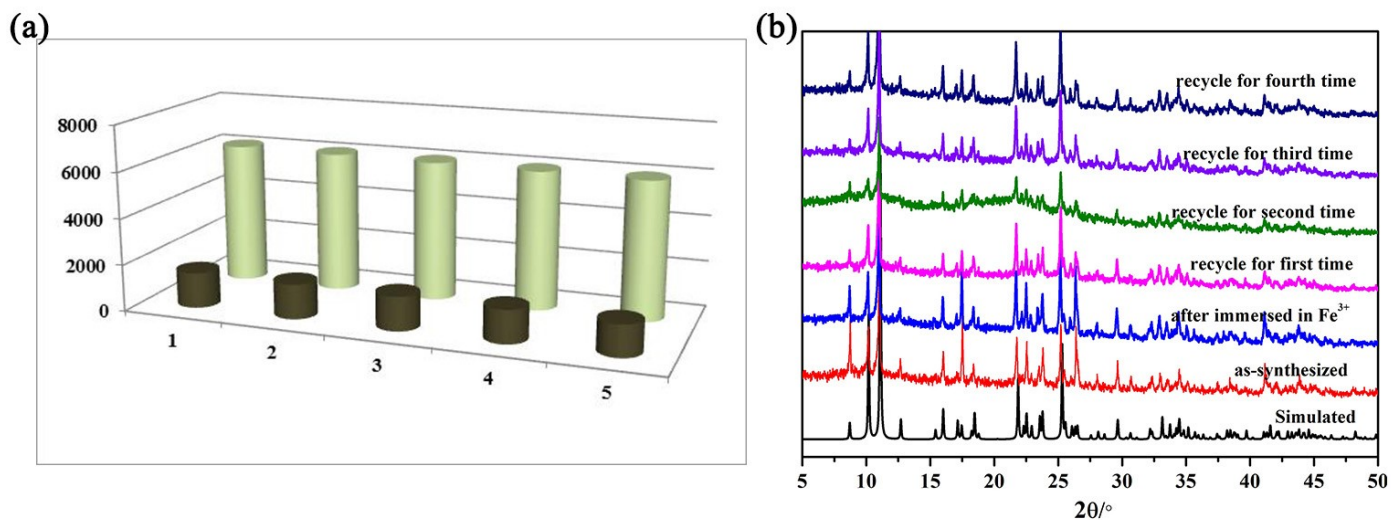 (a)
8000
6000
4000
2000
0
1
2
3
4
5
(b)
recycle for fourth time
recycle for third time
recycle for second time
recycle for first time
after immersed in Fe³⁺
as-synthesized
Simulated
5 10 15 20 25 30 35 40 45 50
2θ/°